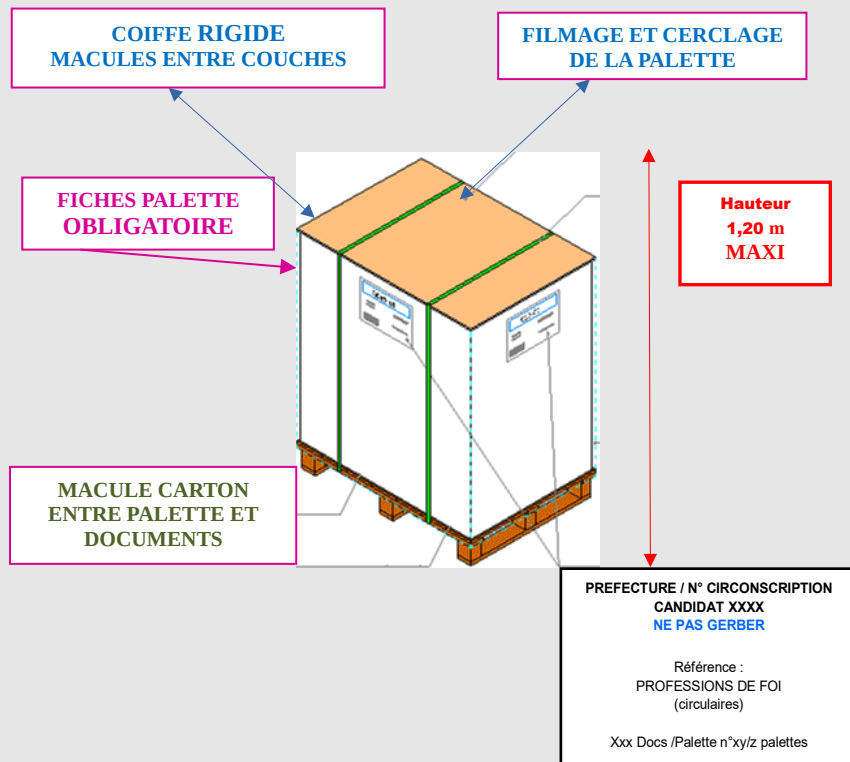 COIFFE RIGIDE
MACULES ENTRE COUCHES
FILMAGE ET CERCLAGE
DE LA PALETTE
FICHES PALETTE
OBLIGATOIRE
Hauteur
1,20 m
MAXI
MACULE CARTON
ENTRE PALETTE ET
DOCUMENTS
PREFECTURE / N° CIRCONSCRIPTION
CANDIDAT XXXX
NE PAS GERBER
Référence :
PROFESSIONS DE FOI
(circulaires)
Xxx Docs /Palette n°xy/z palettes